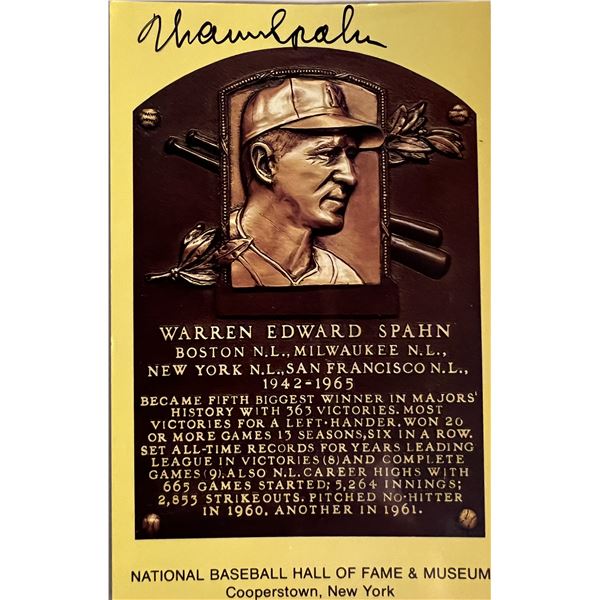 Warren Spahn
WARREN EDWARD SPAHN
BOSTON N.L., MILWAUKEE N.L.,
NEW YORK N.L., SAN FRANCISCO N.L.,
1942-1965
BECAME FIFTH BIGGEST WINNER IN MAJORS'
HISTORY WITH 363 VICTORIES. MOST
VICTORIES FOR A LEFT-HANDER. WON 20
OR MORE GAMES 13 SEASONS, SIX IN A ROW.
SET ALL-TIME RECORDS FOR YEARS LEADING
LEAGUE IN VICTORIES (8) AND COMPLETE
GAMES (9). ALSO N.L. CAREER HIGHS WITH
665 GAMES STARTED; 5,264 INNINGS;
2,853 STRIKEOUTS. PITCHED NO-HITTER
IN 1960, ANOTHER IN 1961.
NATIONAL BASEBALL HALL OF FAME & MUSEUM
Cooperstown, New York